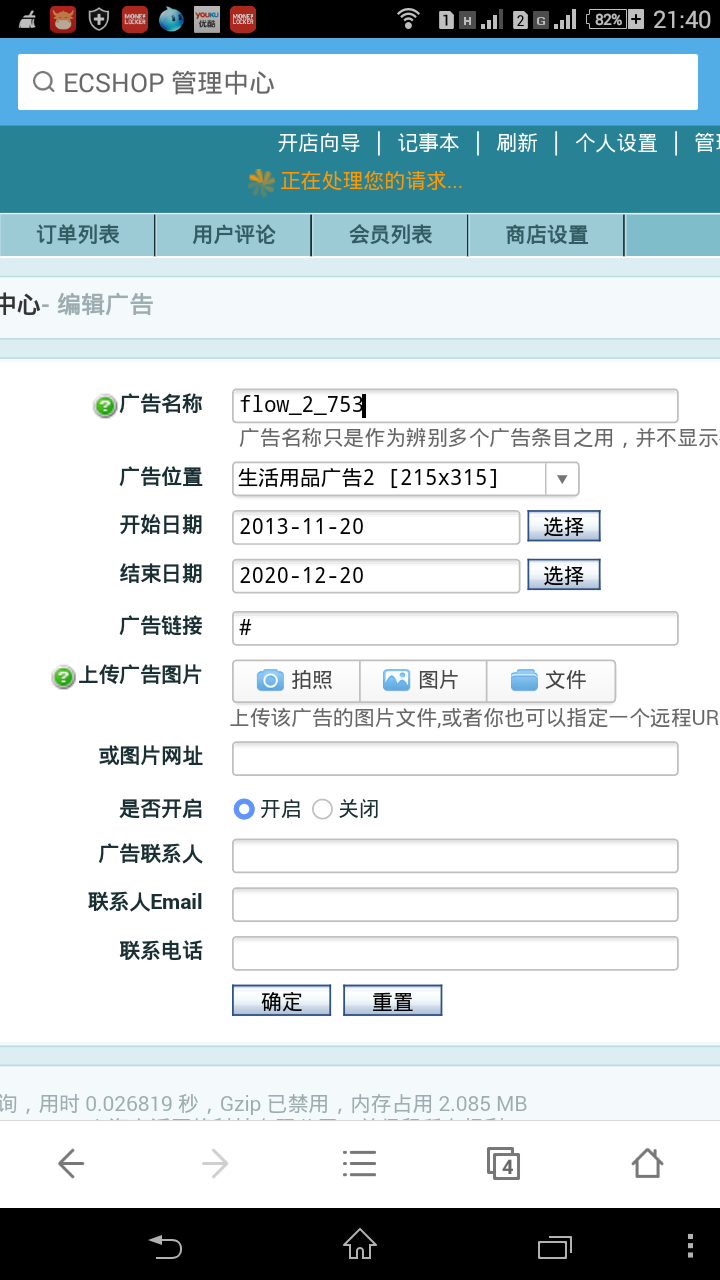 MONEY LOCKER YOUKU 优酷 MONEY LOCKER 1 H 2 G 82% 21:40
ECSHOP 管理中心
开店向导 | 记事本 | 刷新 | 个人设置 | 管
正在处理您的请求...
订单列表 用户评论 会员列表 商店设置
中心- 编辑广告
广告名称 flow_2_753
广告名称只是作为辨别多个广告条目之用，并不显示
广告位置 生活用品广告2 [215x315]
开始日期 2013-11-20 选择
结束日期 2020-12-20 选择
广告链接 #
上传广告图片 拍照 图片 文件
上传该广告的图片文件,或者你也可以指定一个远程UR
或图片网址
是否开启 开启 关闭
广告联系人
联系人Email
联系电话
确定 重置
询，用时 0.026819 秒，Gzip 已禁用，内存占用 2.085 MB
4